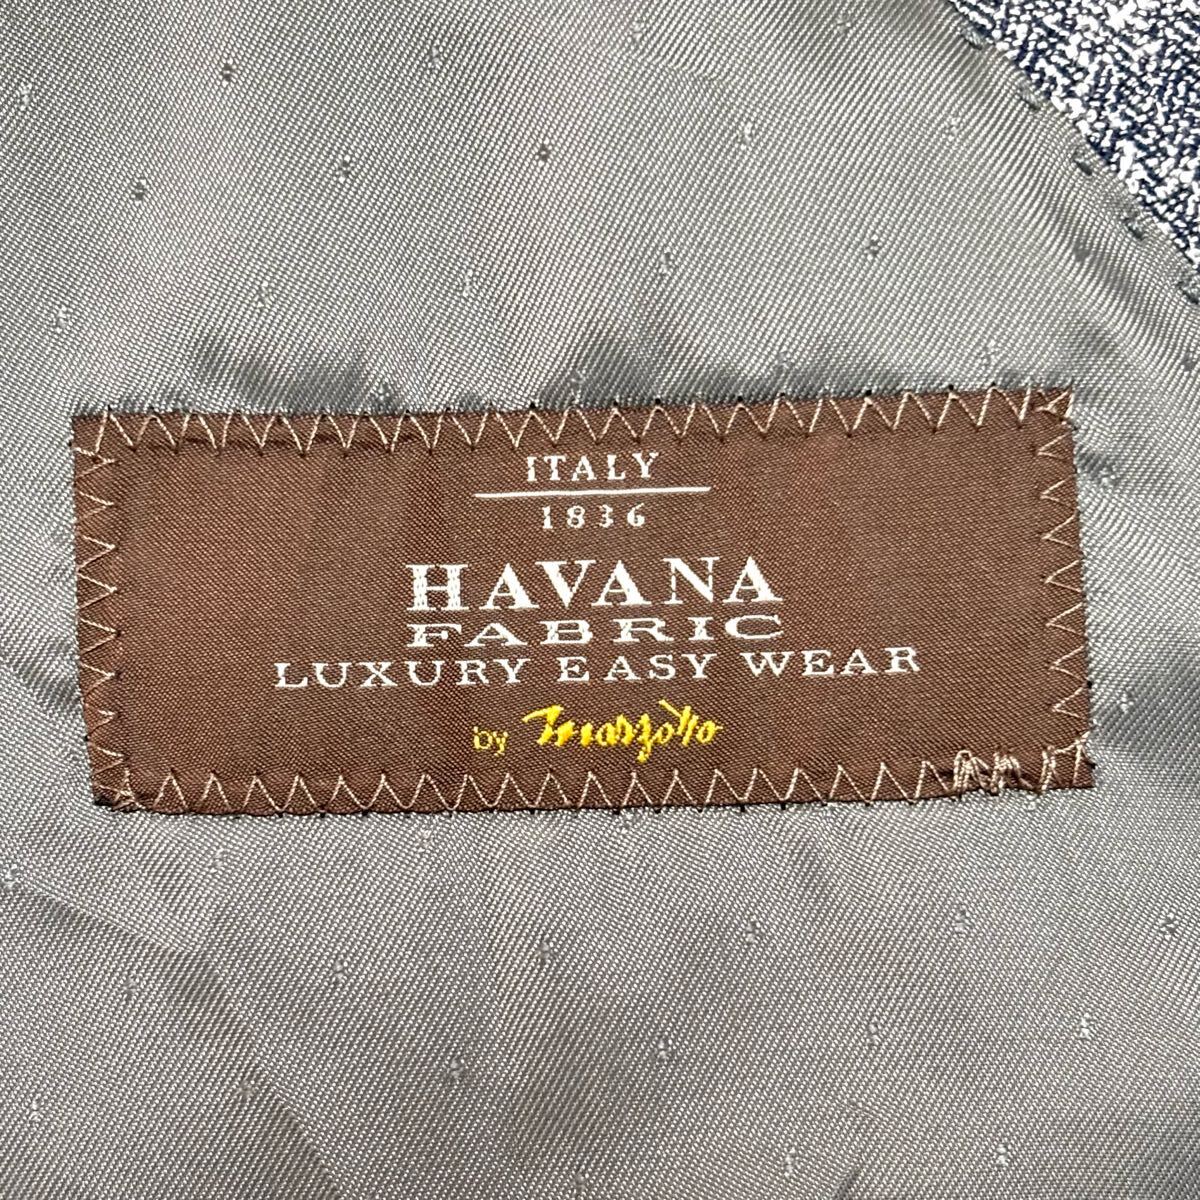 ITALY
1836
HAVANA
FABRIC
LUXURY EASY WEAR
by Marzotto